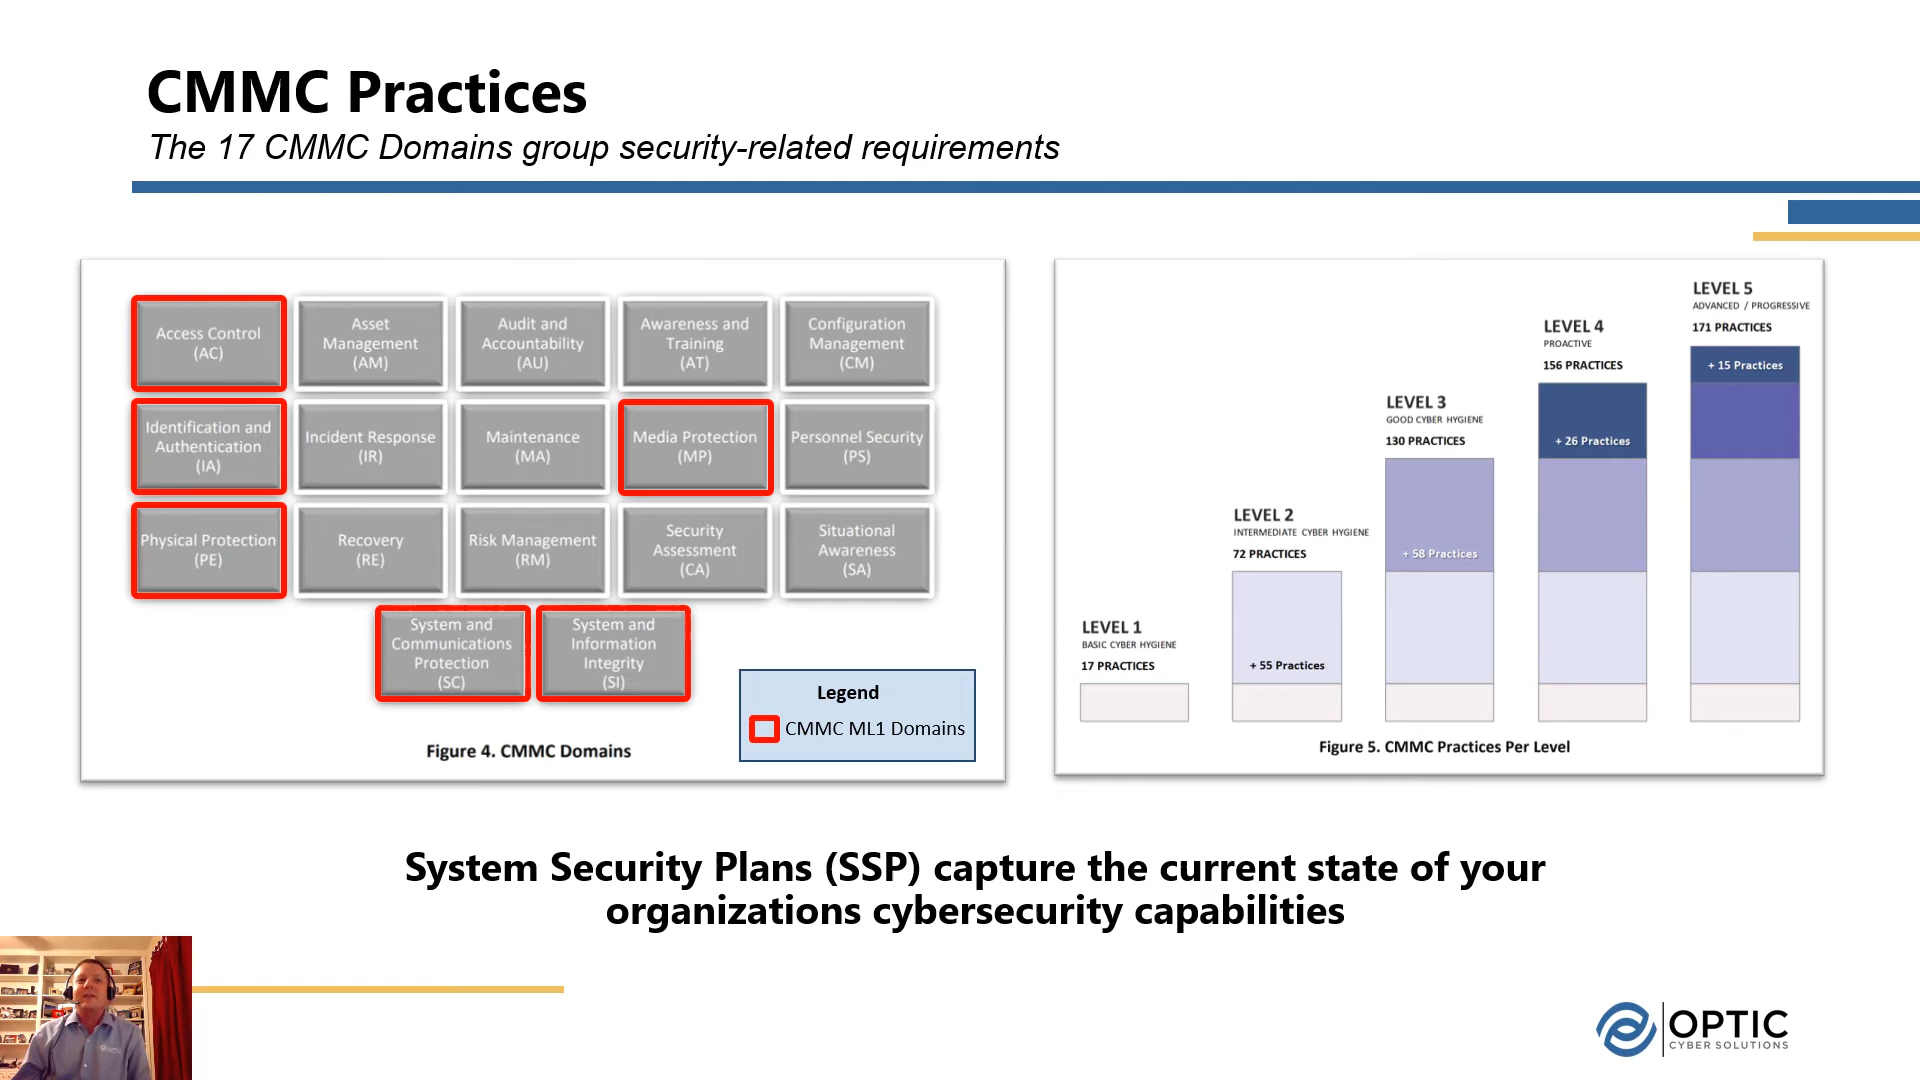 CMMC Practices
The 17 CMMC Domains group security-related requirements
Access Control
(AC)
Asset
Management
(AM)
Audit and
Accountability
(AU)
Awareness and
Training
(AT)
Configuration
Management
(CM)
Identification and
Authentication
(IA)
Incident Response
(IR)
Maintenance
(MA)
Media Protection
(MP)
Personnel Security
(PS)
Physical Protection
(PE)
Recovery
(RE)
Risk Management
(RM)
Security
Assessment
(CA)
Situational
Awareness
(SA)
System and
Communications
Protection
(SC)
System and
Information
Integrity
(SI)
Legend
CMMC ML1 Domains
Figure 4. CMMC Domains
LEVEL 1
BASIC CYBER HYGIENE
17 PRACTICES
LEVEL 2
INTERMEDIATE CYBER HYGIENE
72 PRACTICES
+ 55 Practices
LEVEL 3
GOOD CYBER HYGIENE
130 PRACTICES
+ 58 Practices
LEVEL 4
PROACTIVE
156 PRACTICES
+ 26 Practices
LEVEL 5
ADVANCED / PROGRESSIVE
171 PRACTICES
+ 15 Practices
Figure 5. CMMC Practices Per Level
System Security Plans (SSP) capture the current state of your
organizations cybersecurity capabilities
OPTIC
CYBER SOLUTIONS